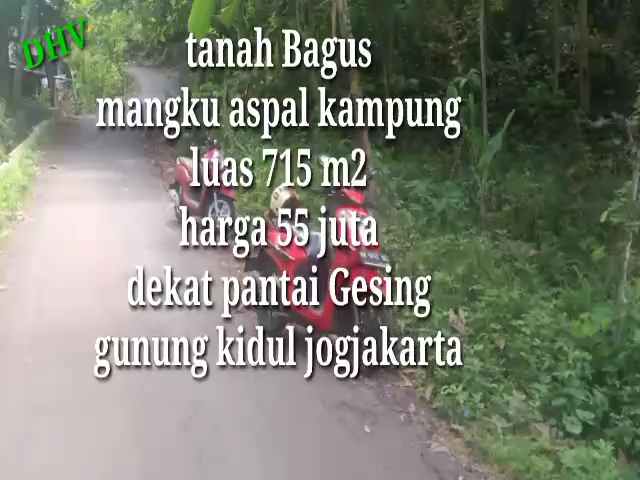 DHV
tanah Bagus
mangku aspal kampung
luas 715 m2
harga 55 juta
dekat pantai Gesing
gunung kidul jogjakarta